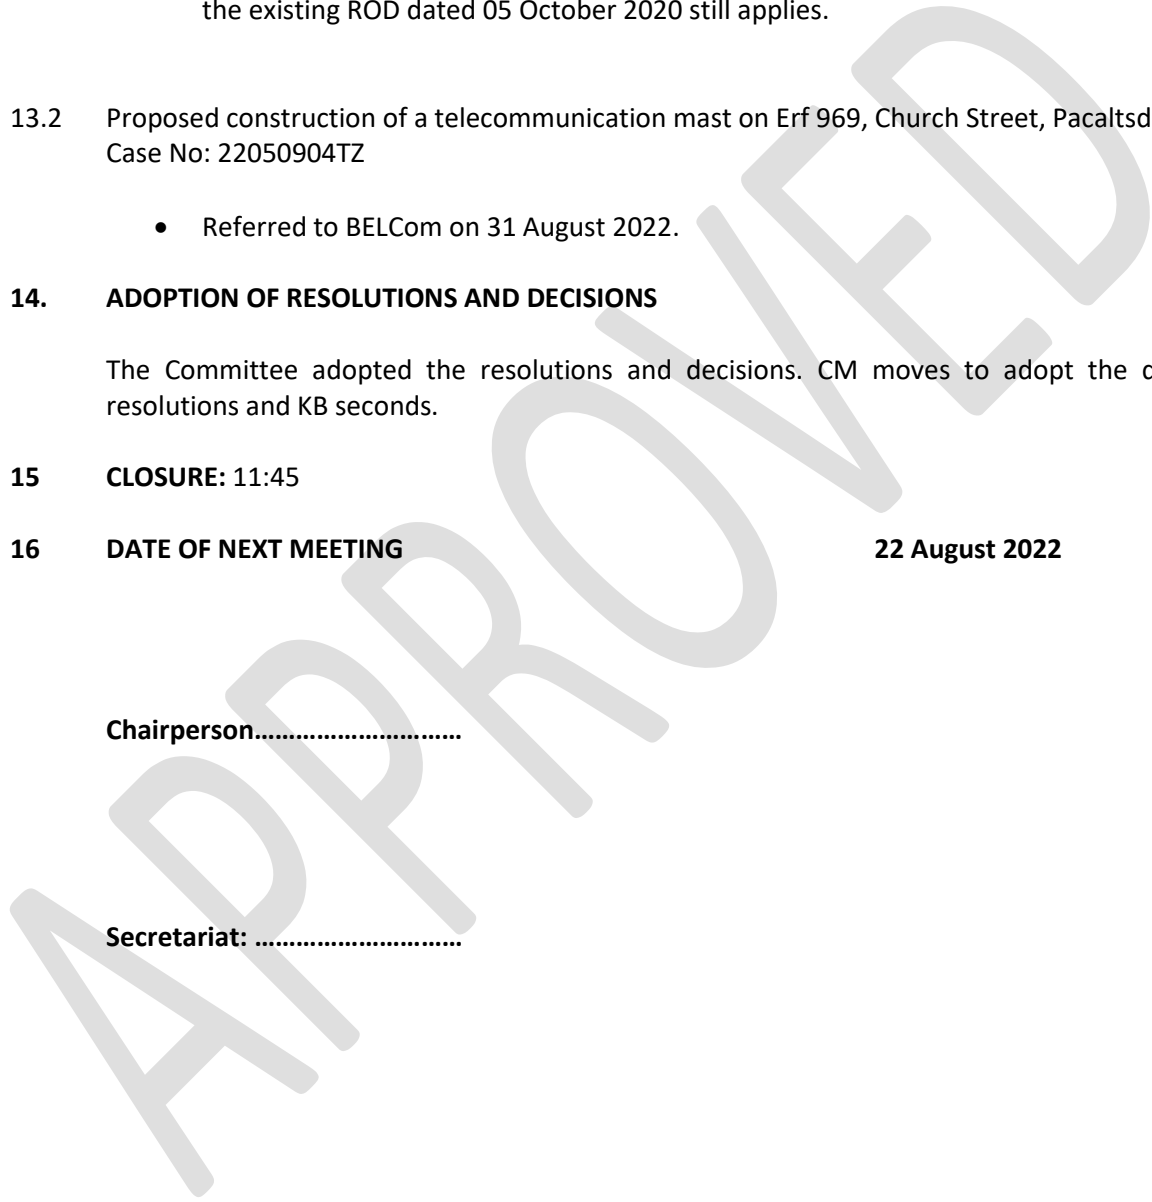 the existing ROD dated 05 October 2020 still applies.
13.2 Proposed construction of a telecommunication mast on Erf 969, Church Street, Pacaltsd
Case No: 22050904TZ
• Referred to BELCom on 31 August 2022.
14. ADOPTION OF RESOLUTIONS AND DECISIONS
The Committee adopted the resolutions and decisions. CM moves to adopt the
resolutions and KB seconds.
15 CLOSURE: 11:45
16 DATE OF NEXT MEETING 22 August 2022
Chairperson…………………………
Secretariat: …………………………
APPROVED